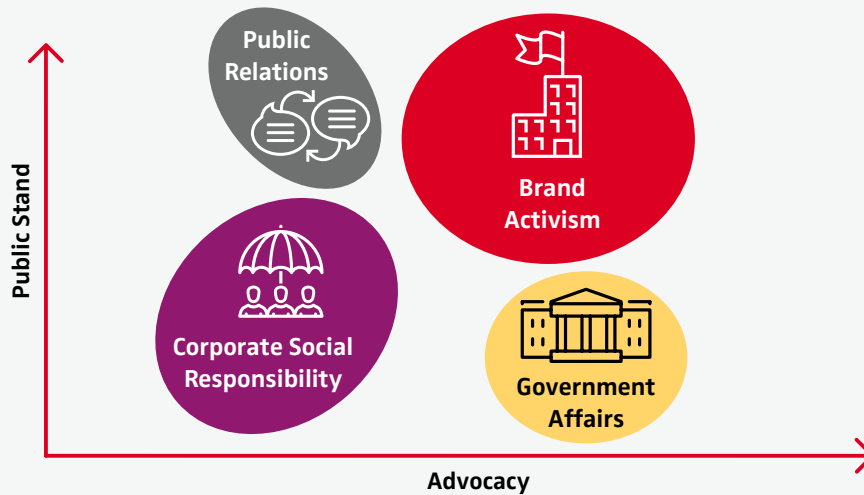 Public
Relations
Brand
Activism
Public Stand
Corporate Social
Responsibility
Government
Affairs
Advocacy